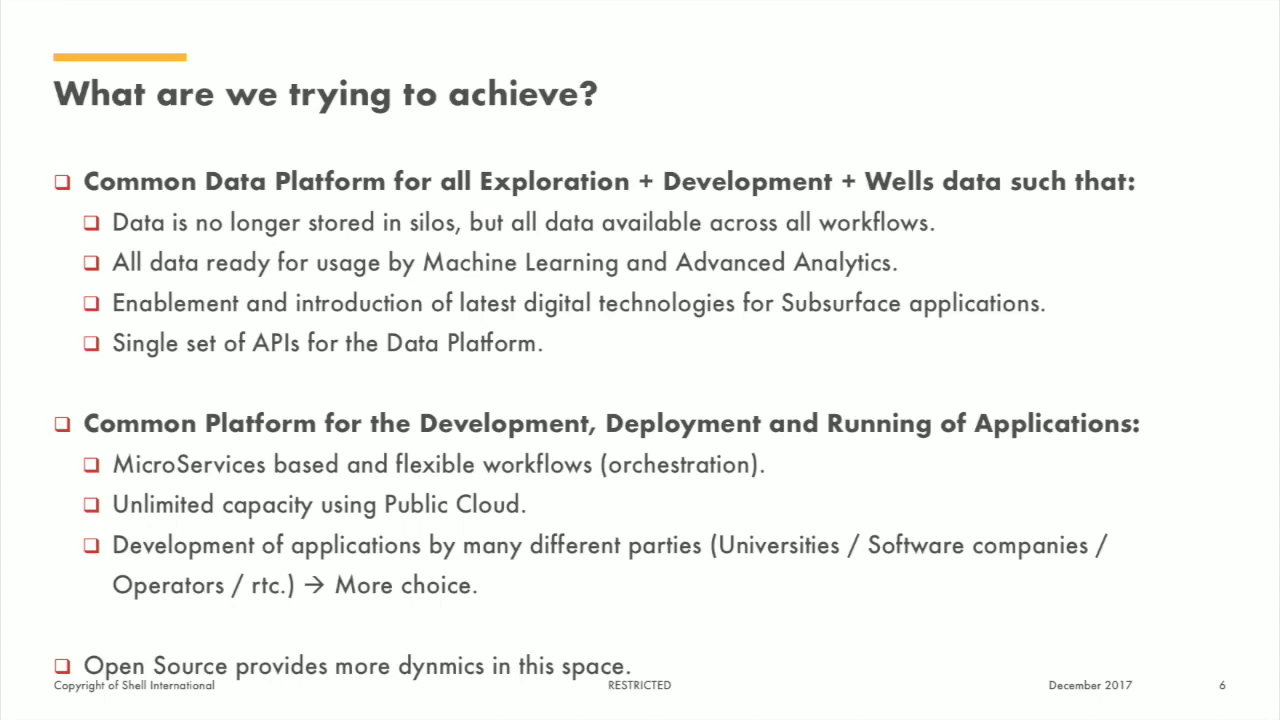 What are we trying to achieve?
Common Data Platform for all Exploration + Development + Wells data such that:
Data is no longer stored in silos, but all data available across all workflows.
All data ready for usage by Machine Learning and Advanced Analytics.
Enablement and introduction of latest digital technologies for Subsurface applications.
Single set of APIs for the Data Platform.
Common Platform for the Development, Deployment and Running of Applications:
MicroServices based and flexible workflows (orchestration).
Unlimited capacity using Public Cloud.
Development of applications by many different parties (Universities / Software companies /
Operators / rtc.) → More choice.
Open Source provides more dynmics in this space.
Copyright of Shell International RESTRICTED December 2017 6